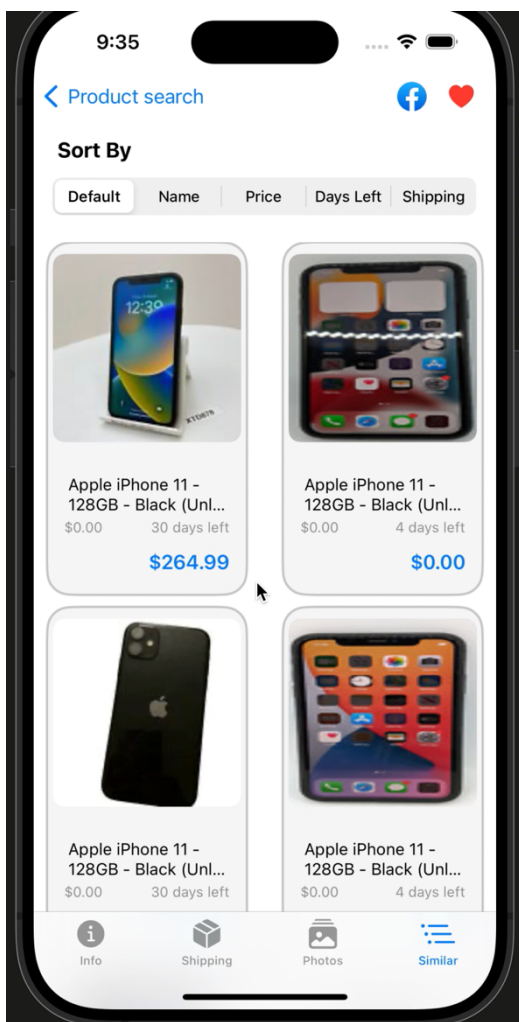 9:35
Product search
Sort By
Default Name Price Days Left Shipping
12:39
XTD878
Apple iPhone 11 -
128GB - Black (Unl...
$0.00 30 days left
$264.99
Apple iPhone 11 -
128GB - Black (Unl...
$0.00 4 days left
$0.00
Apple iPhone 11 -
128GB - Black (Unl...
$0.00 30 days left
Apple iPhone 11 -
128GB - Black (Unl...
$0.00 4 days left
Info Shipping Photos Similar